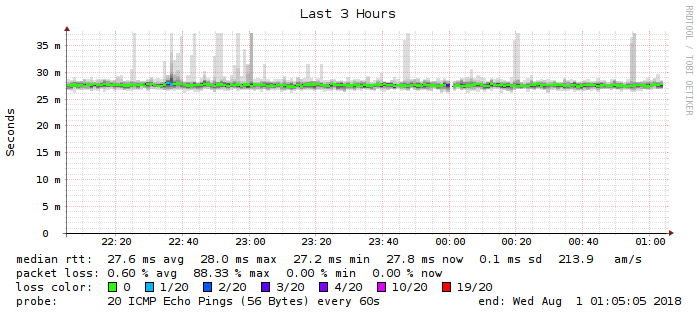 Last 3 Hours
RRDTOOL / TOBI OETIKER
Seconds
35 m
30 m
25 m
20 m
15 m
10 m
5 m
0
22:20 22:40 23:00 23:20 23:40 00:00 00:20 00:40 01:00
median rtt: 27.6 ms avg 28.0 ms max 27.2 ms min 27.8 ms now 0.1 ms sd 213.9 am/s
packet loss: 0.60 % avg 88.33 % max 0.00 % min 0.00 % now
loss color: 0 1/20 2/20 3/20 4/20 10/20 19/20
probe: 20 ICMP Echo Pings (56 Bytes) every 60s end: Wed Aug 1 01:05:05 2018